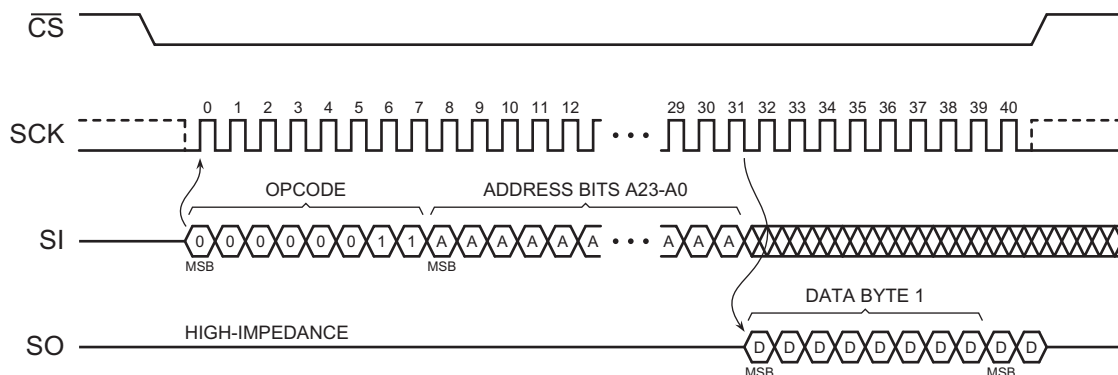 CS
0 1 2 3 4 5 6 7 8 9 10 11 12 29 30 31 32 33 34 35 36 37 38 39 40
SCK
OPCODE ADDRESS BITS A23-A0
SI 0 0 0 0 0 0 1 1 A A A A A A A A A
MSB MSB
DATA BYTE 1
HIGH-IMPEDANCE
SO D D D D D D D D D D
MSB MSB